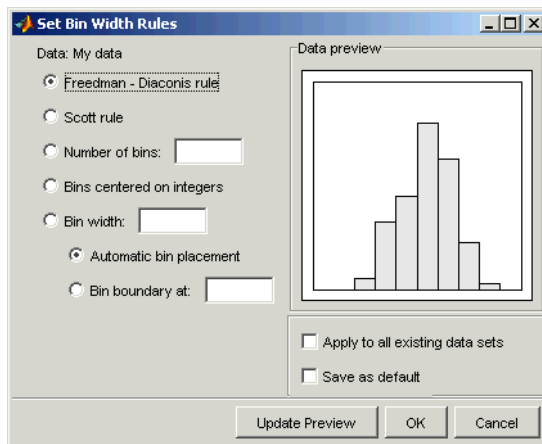 Set Bin Width Rules
Data: My data
Freedman - Diaconis rule
Scott rule
Number of bins:
Bins centered on integers
Bin width:
Automatic bin placement
Bin boundary at:
Data preview
Apply to all existing data sets
Save as default
Update Preview
OK
Cancel